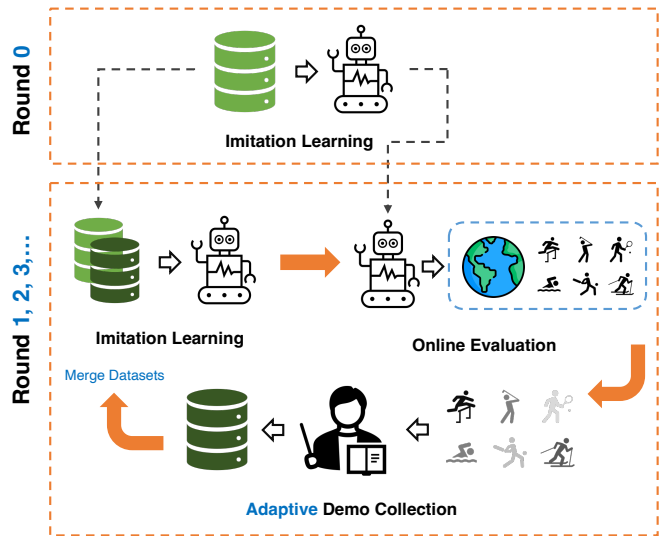 Round 0
Imitation Learning
Round 1, 2, 3,...
Imitation Learning
Online Evaluation
Merge Datasets
Adaptive Demo Collection